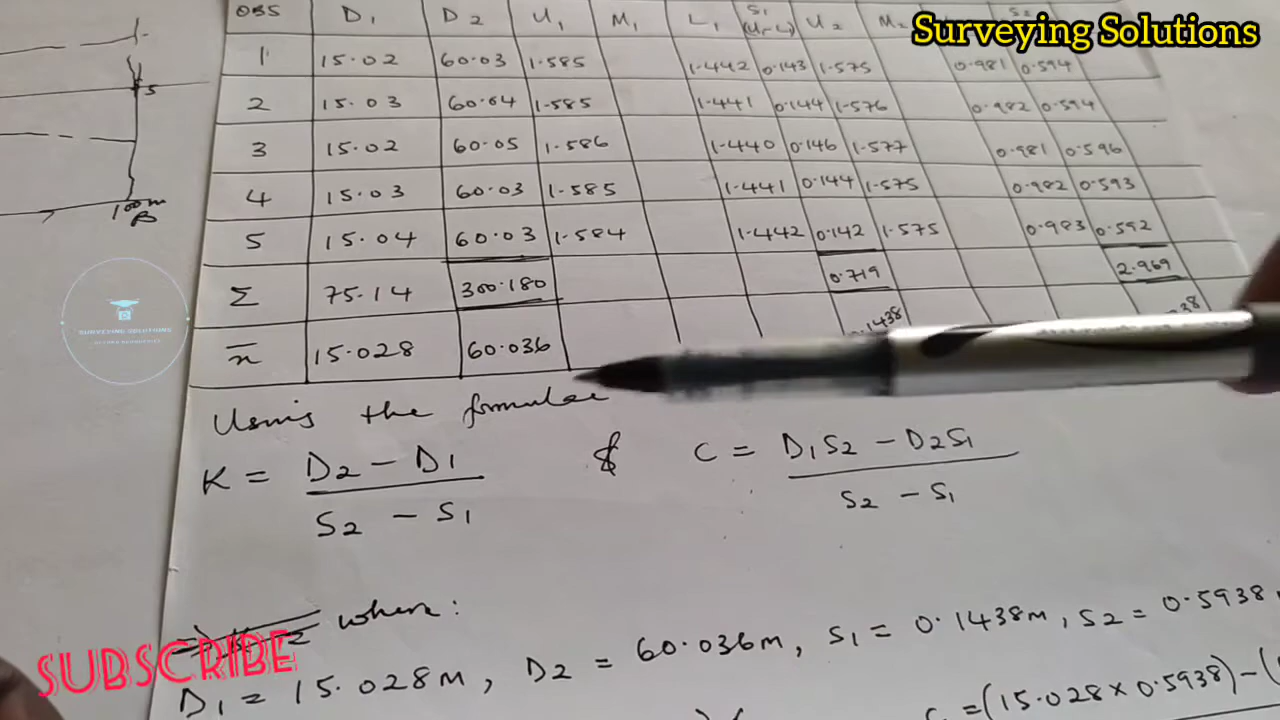 Surveying Solutions
OBS D1 D2 U1 M1 L1 S1 (U1-L1) U2 M2
1 15.02 60.03 1.585 1.442 0.143 1.575 0.981 0.594
2 15.03 60.04 1.585 1.441 0.144 1.576 0.982 0.594
3 15.02 60.05 1.586 1.440 0.146 1.577 0.981 0.596
4 15.03 60.03 1.585 1.441 0.144 1.575 0.982 0.593
5 15.04 60.03 1.584 1.442 0.142 1.575 0.983 0.592
Σ 75.14 300.180 0.719 2.969
x̄ 15.028 60.036 .1438 38
S
100m
B
SURVEYING SOLUTIONS
Using the formulae
K = D2 - D1 / S2 - S1 & C = D1S2 - D2S1 / S2 - S1
where:
D1 = 15.028m, D2 = 60.036m, S1 = 0.1438m, S2 = 0.5938
C = (15.028 x 0.5938) - (
SUBSCRIBE